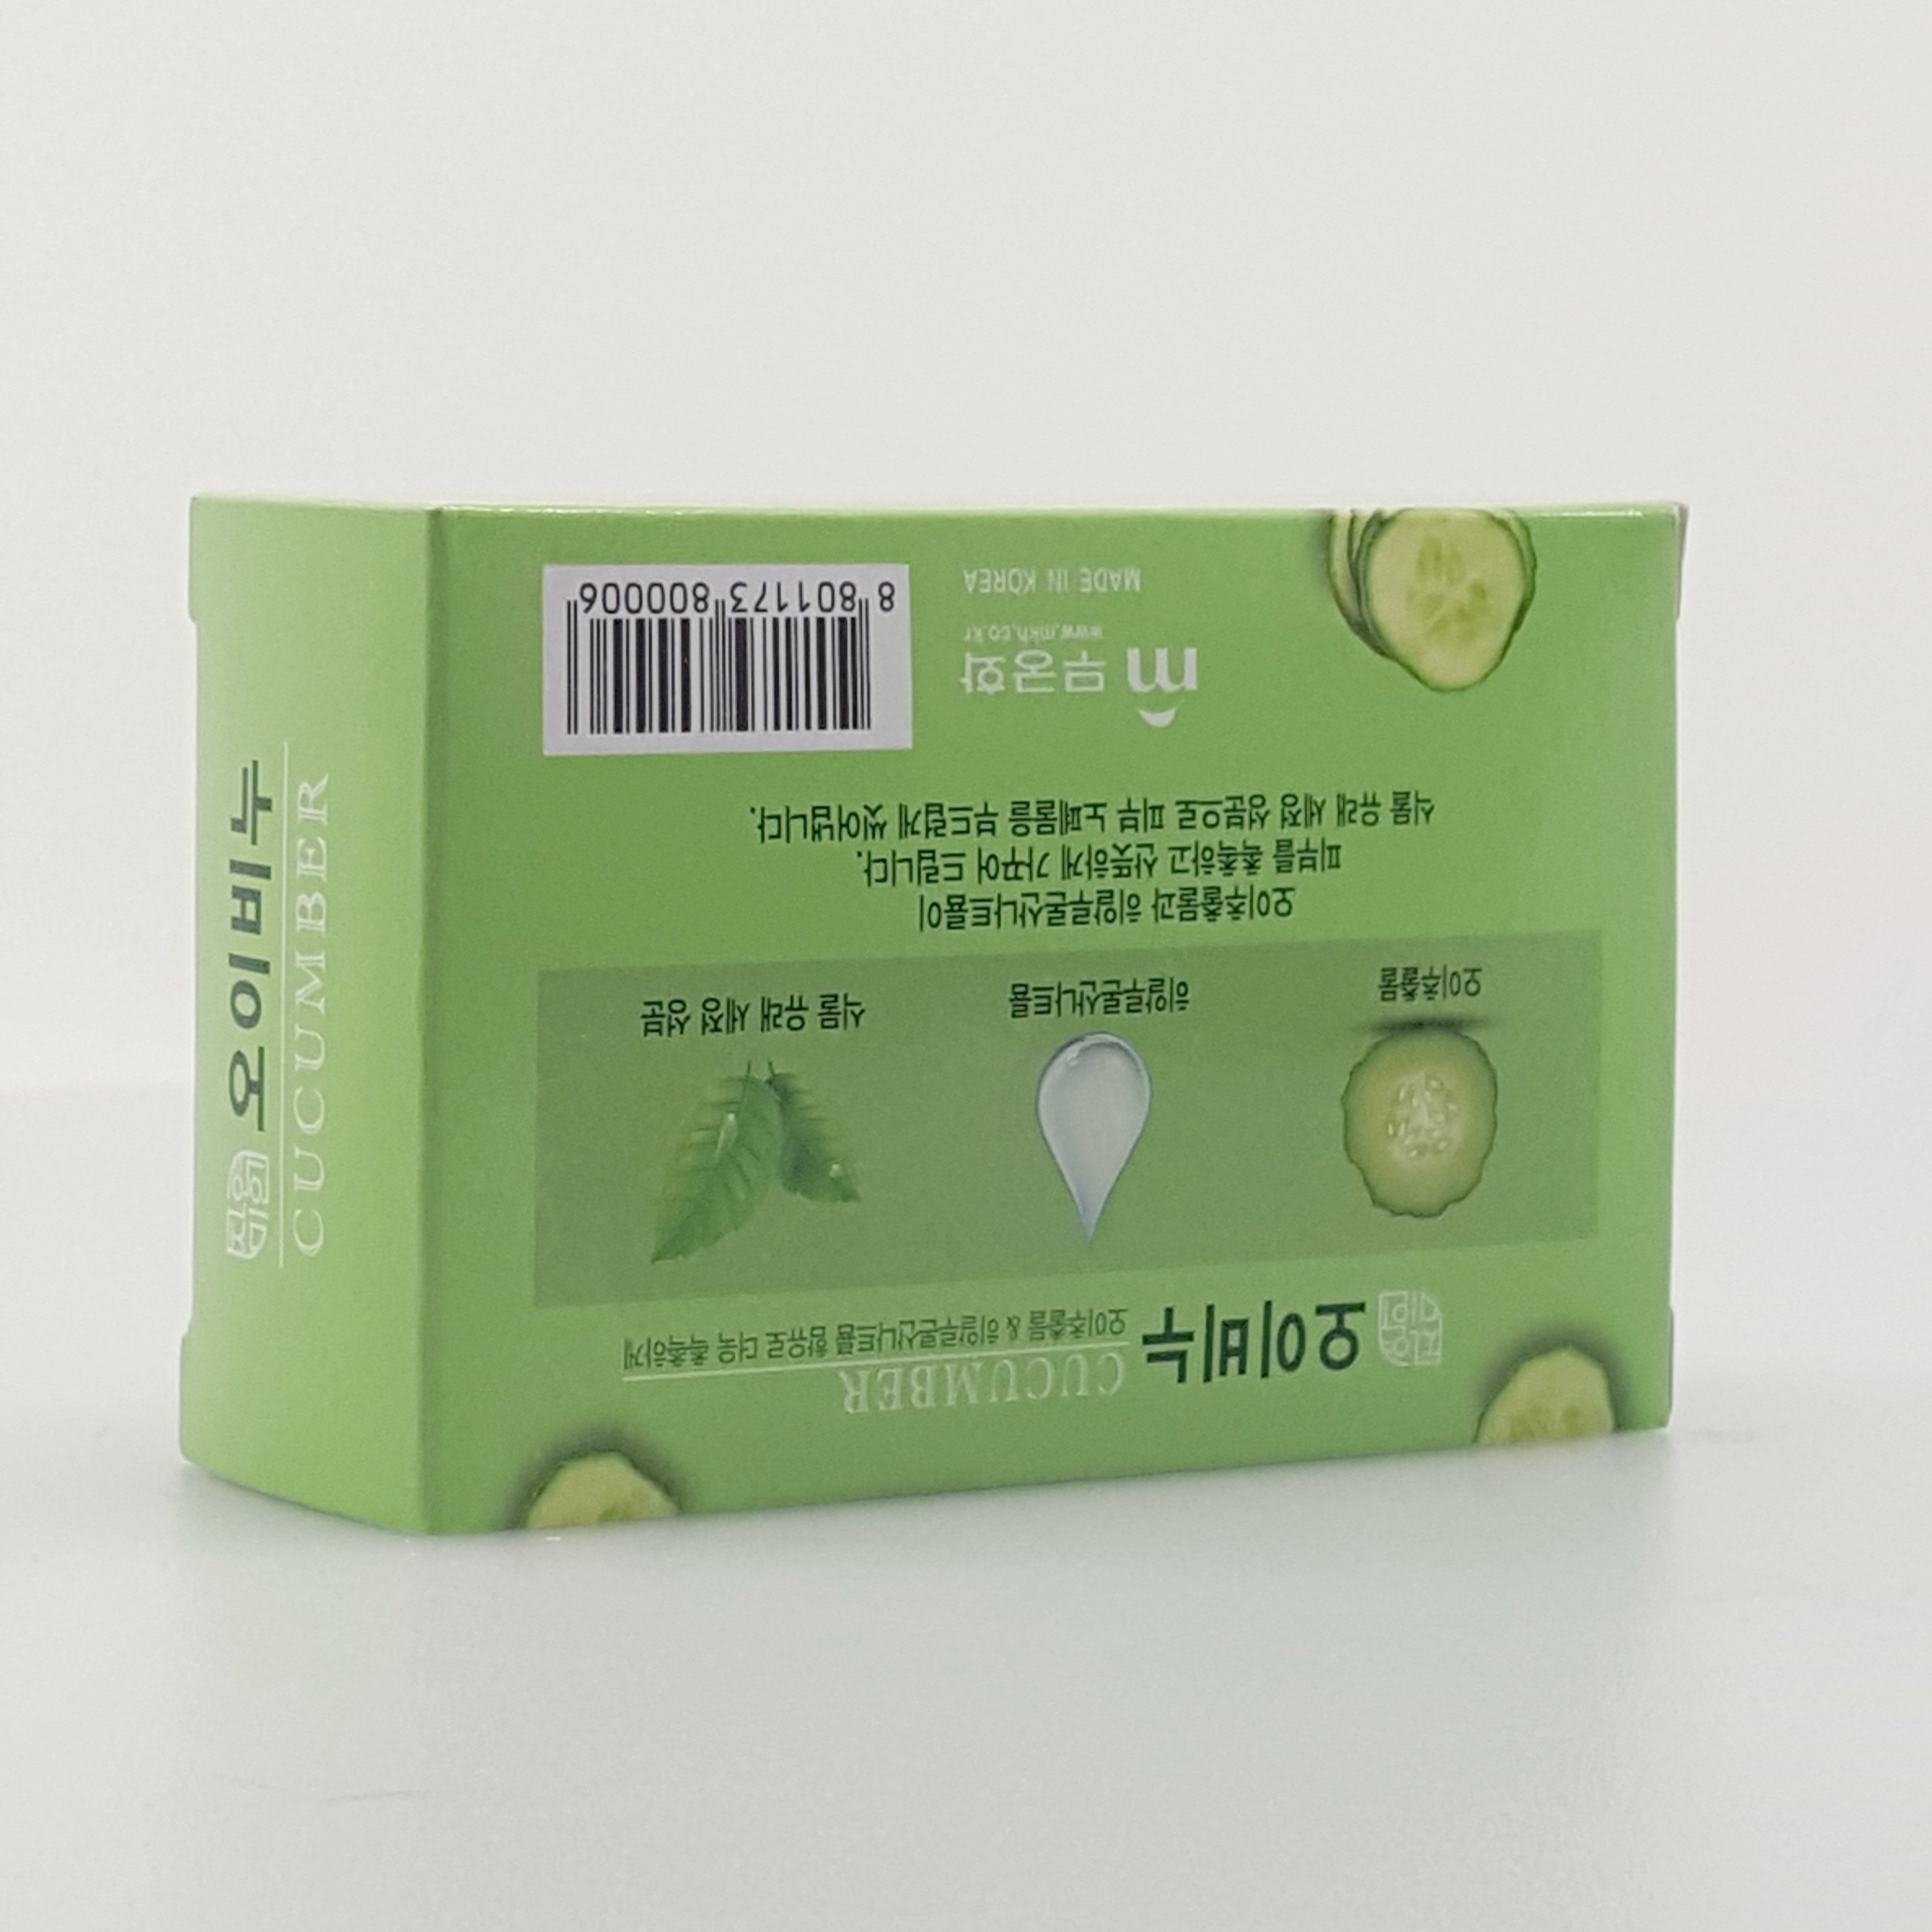 오이비누
CUCUMBER
오이추출물 & 히알루론산나트륨 함유로 더욱 촉촉하게
오이추출물
히알루론산나트륨
식물 유래 세정 성분
오이추출물과 히알루론산나트륨이
피부를 촉촉하고 산뜻하게 가꾸어 드립니다.
식물 유래 세정 성분으로 피부 노폐물을 부드럽게 씻어냅니다.
무궁화
www.mkh.co.kr
MADE IN KOREA
8 801173 800006
오이비누
CUCUMBER